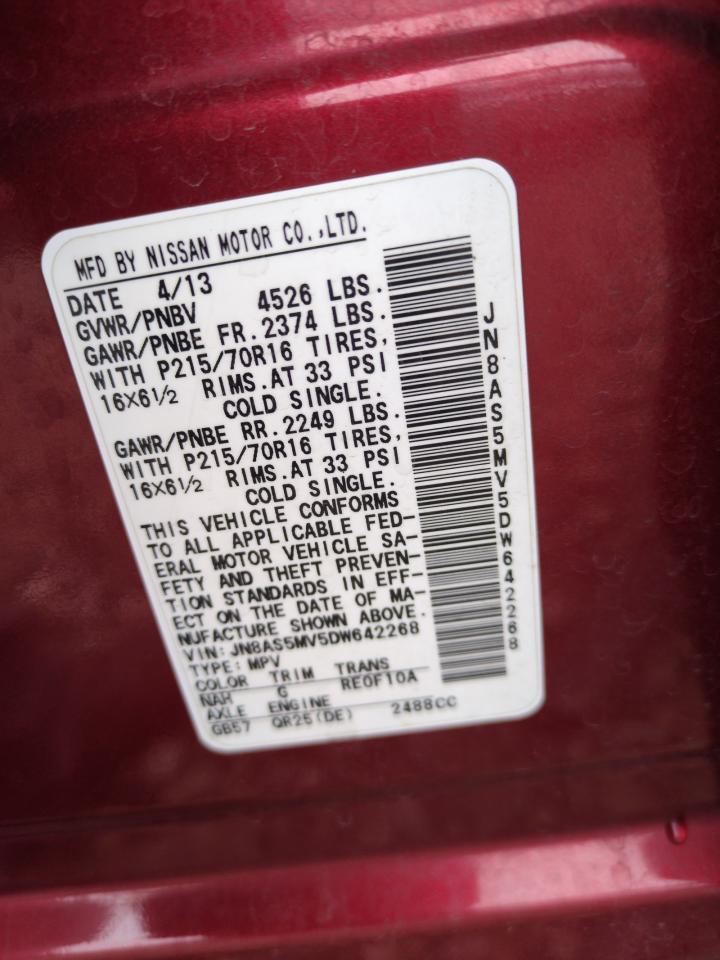 MFD BY NISSAN MOTOR CO.,LTD.
DATE 4/13
GVWR/PNBV 4526 LBS.
GAWR/PNBE FR. 2374 LBS.
WITH P215/70R16 TIRES,
16X6½ RIMS.AT 33 PSI
COLD SINGLE.
GAWR/PNBE RR. 2249 LBS.
WITH P215/70R16 TIRES,
16X6½ RIMS.AT 33 PSI
COLD SINGLE.
THIS VEHICLE CONFORMS
TO ALL APPLICABLE FED-
ERAL MOTOR VEHICLE SA-
FETY AND THEFT PREVEN-
TION STANDARDS IN EFF-
ECT ON THE DATE OF MA-
NUFACTURE SHOWN ABOVE.
VIN: JN8AS5MV5DW642268
TYPE: MPV
COLOR TRIM TRANS
NAH G RE0F10A
AXLE ENGINE
GB57 QR25(DE) 2488CC
JN8AS5MV5DW642268